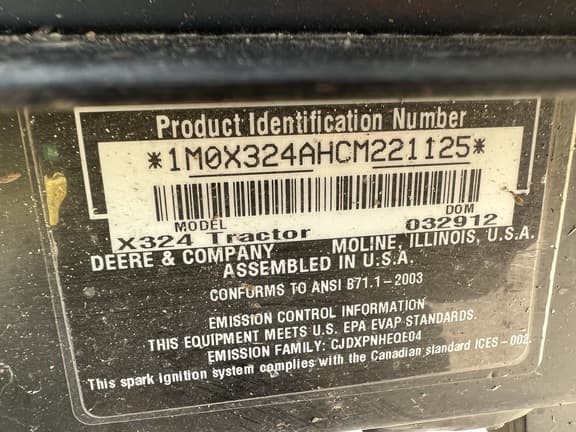 Product Identification Number
*1M0X324AHCM221125*
MODEL DOM
X324 Tractor 032912
DEERE & COMPANY MOLINE, ILLINOIS, U.S.A.
ASSEMBLED IN U.S.A.
CONFORMS TO ANSI B71.1-2003
EMISSION CONTROL INFORMATION
THIS EQUIPMENT MEETS U.S. EPA EVAP STANDARDS.
EMISSION FAMILY: CJDXPNHEQE04
This spark ignition system complies with the Canadian standard ICES-002.